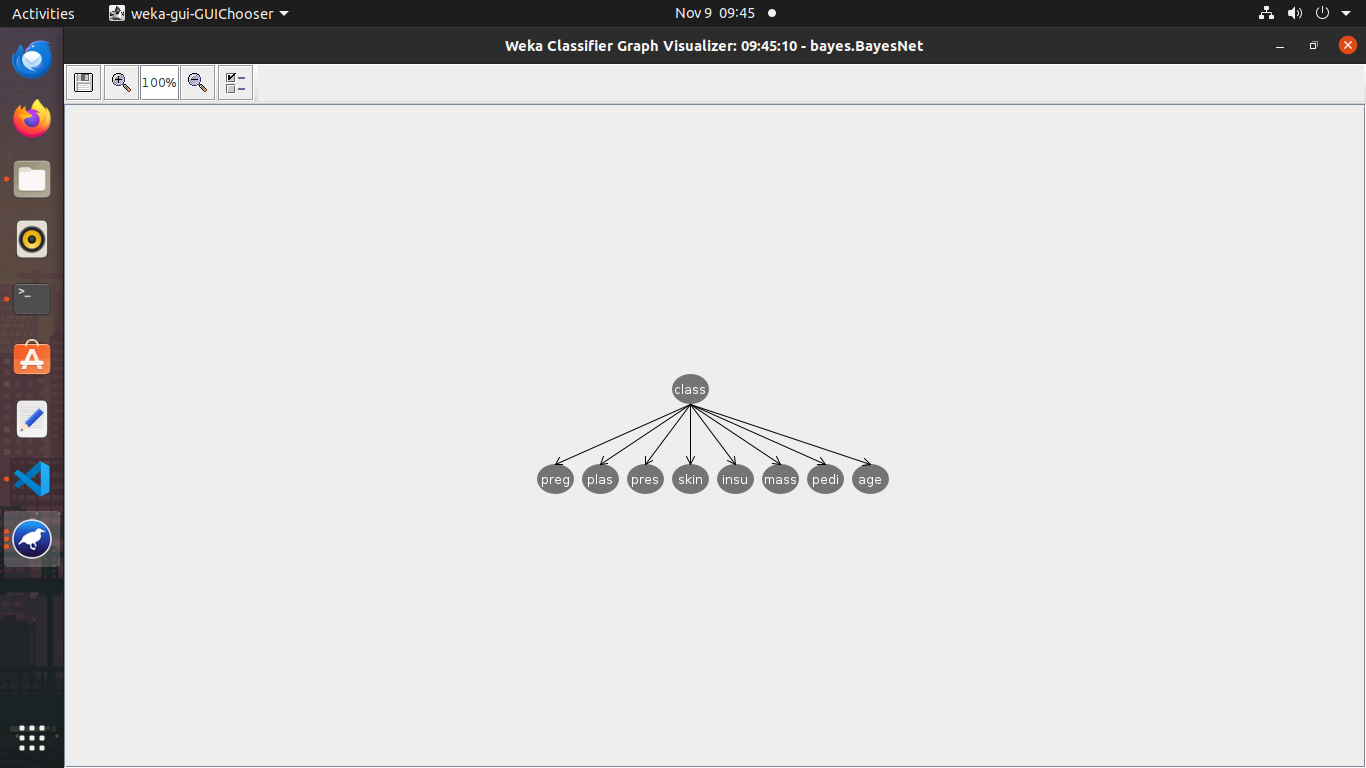 Activities weka-gui-GUIChooser Nov 9 09:45
Weka Classifier Graph Visualizer: 09:45:10 - bayes.BayesNet
100%
class
preg plas pres skin insu mass pedi age
>_